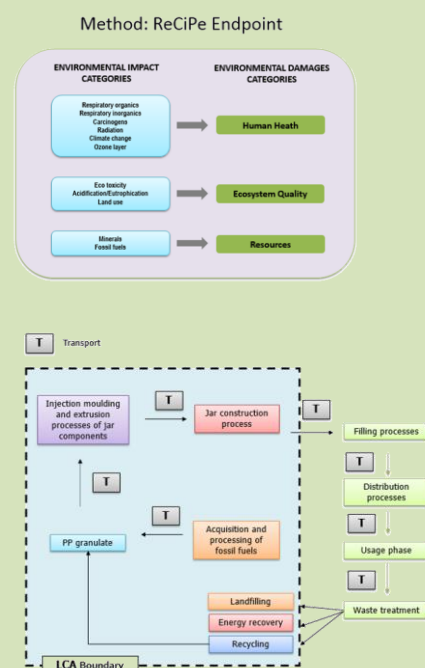 Method: ReCiPe Endpoint
ENVIRONMENTAL IMPACT
CATEGORIES
ENVIRONMENTAL DAMAGES
CATEGORIES
Respiratory organics
Respiratory inorganics
Carcinogens
Radiation
Climate change
Ozone layer
Human Heath
Eco toxicity
Acidification/Eutrophication
Land use
Ecosystem Quality
Minerals
Fossil fuels
Resources
T Transport
Injection moulding
and extrusion
processes of jar
components
T
Jar construction
process
T
Filling processes
T
Distribution
processes
T
Usage phase
T
Waste treatment
T
T
PP granulate
Acquisition and
processing of
fossil fuels
Landfilling
Energy recovery
Recycling
LCA Boundary